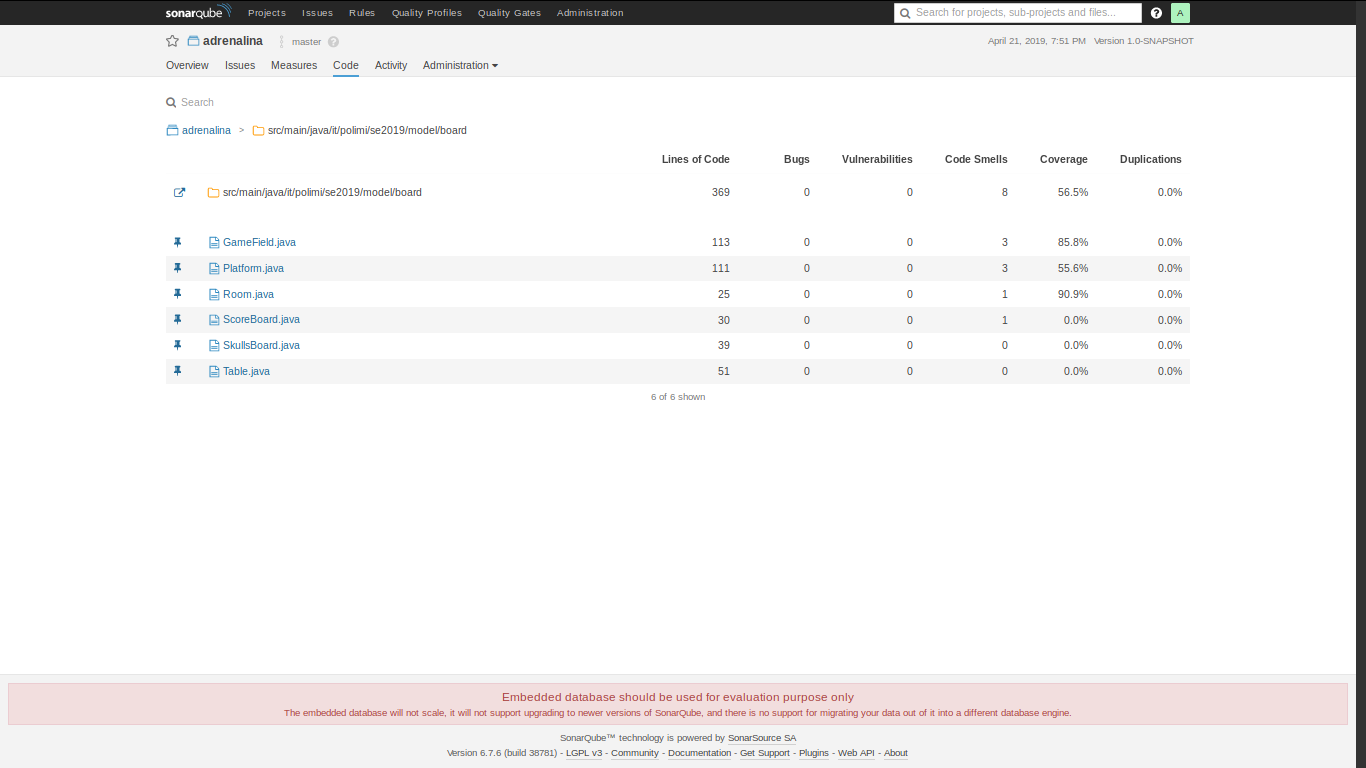 sonarqube Projects Issues Rules Quality Profiles Quality Gates Administration Search for projects, sub-projects and files... ? A
adrenalina master ? April 21, 2019, 7:51 PM Version 1.0-SNAPSHOT
Overview Issues Measures Code Activity Administration
Search
adrenalina > src/main/java/it/polimi/se2019/model/board
Lines of Code Bugs Vulnerabilities Code Smells Coverage Duplications
src/main/java/it/polimi/se2019/model/board 369 0 0 8 56.5% 0.0%
GameField.java 113 0 0 3 85.8% 0.0%
Platform.java 111 0 0 3 55.6% 0.0%
Room.java 25 0 0 1 90.9% 0.0%
ScoreBoard.java 30 0 0 1 0.0% 0.0%
SkullsBoard.java 39 0 0 0 0.0% 0.0%
Table.java 51 0 0 0 0.0% 0.0%
6 of 6 shown
Embedded database should be used for evaluation purpose only
The embedded database will not scale, it will not support upgrading to newer versions of SonarQube, and there is no support for migrating your data out of it into a different database engine.
SonarQube™ technology is powered by SonarSource SA
Version 6.7.6 (build 38781) - LGPL v3 - Community - Documentation - Get Support - Plugins - Web API - About